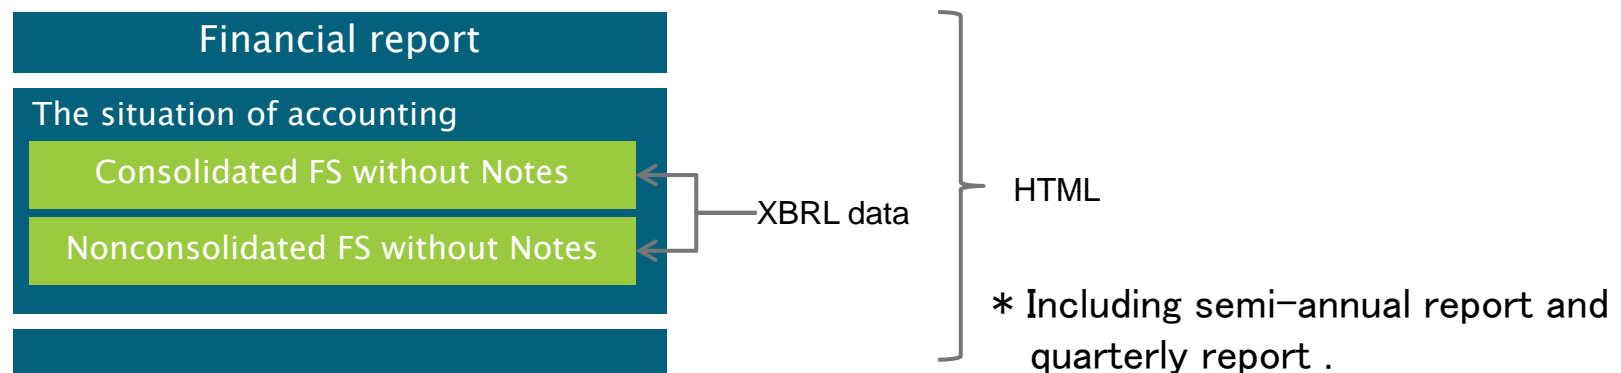 Financial report
The situation of accounting
Consolidated FS without Notes
Nonconsolidated FS without Notes
XBRL data
HTML
* Including semi-annual report and
quarterly report .